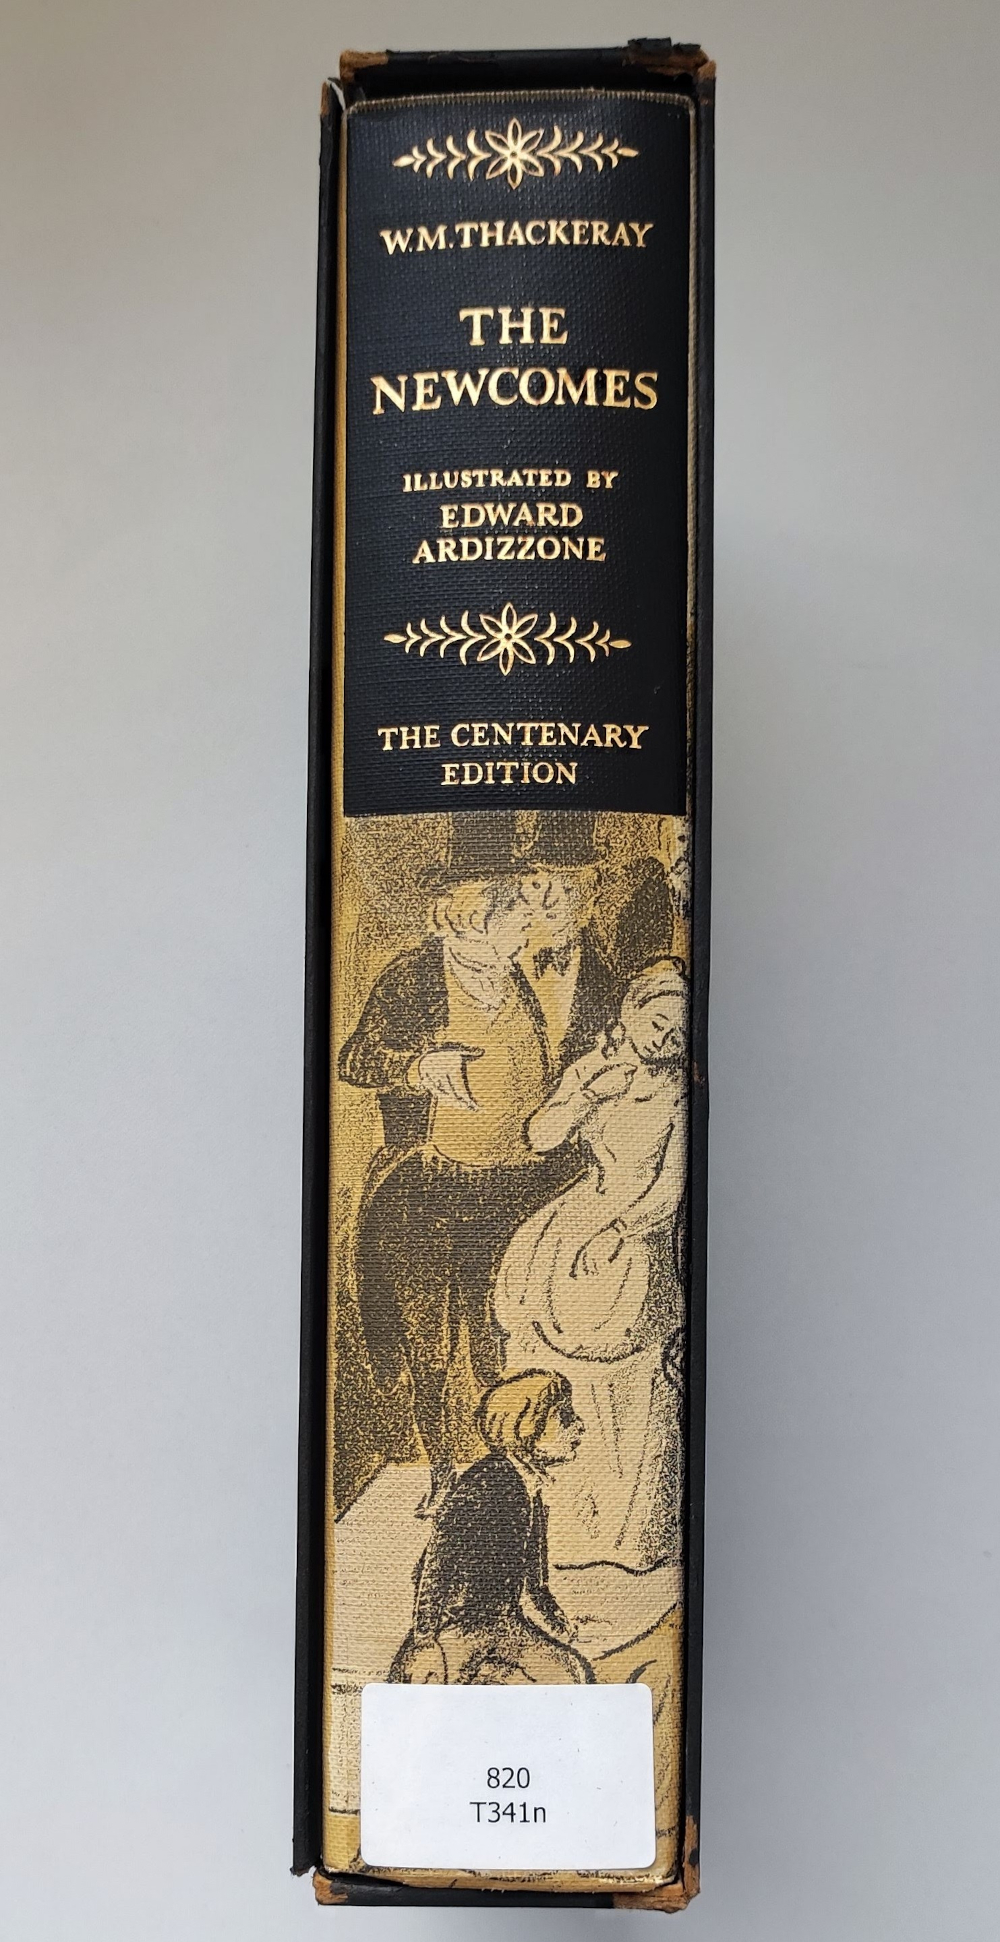 W.M.THACKERAY
THE
NEWCOMES
ILLUSTRATED BY
EDWARD
ARDIZZONE
THE CENTENARY
EDITION
820
T341n